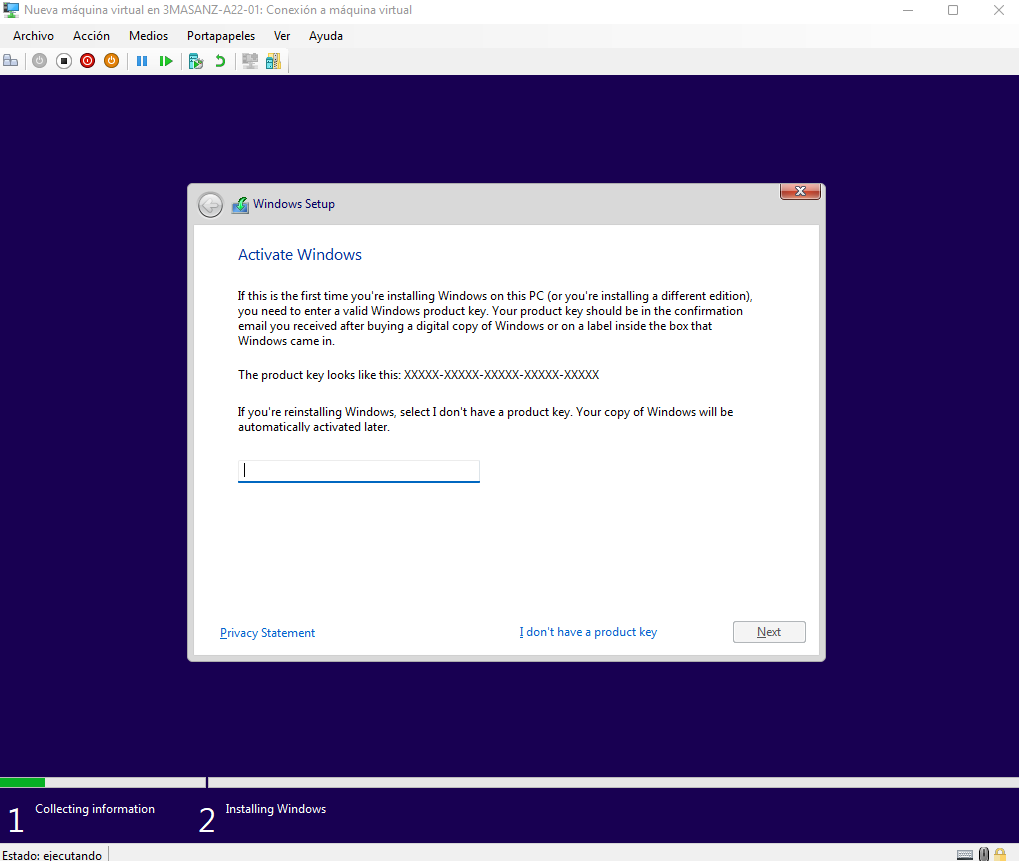 Nueva máquina virtual en 3MASANZ-A22-01: Conexión a máquina virtual
Archivo Acción Medios Portapapeles Ver Ayuda
Windows Setup
Activate Windows
If this is the first time you're installing Windows on this PC (or you're installing a different edition),
you need to enter a valid Windows product key. Your product key should be in the confirmation
email you received after buying a digital copy of Windows or on a label inside the box that
Windows came in.
The product key looks like this: XXXXX-XXXXX-XXXXX-XXXXX-XXXXX
If you're reinstalling Windows, select I don't have a product key. Your copy of Windows will be
automatically activated later.
Privacy Statement I don't have a product key Next
1 Collecting information 2 Installing Windows
Estado: ejecutando